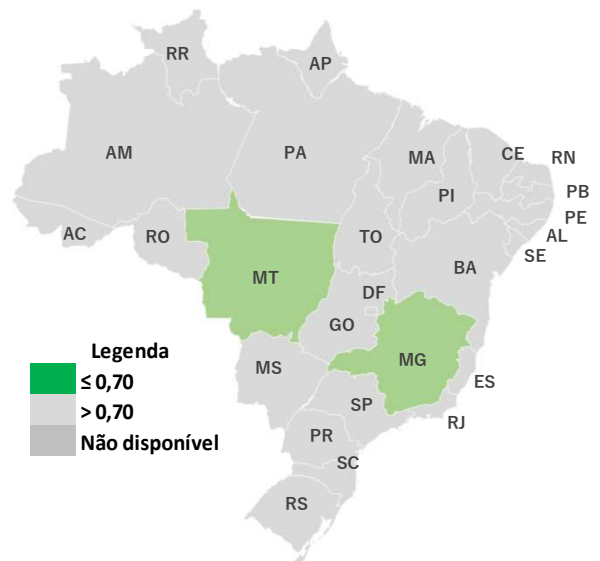 RR
AP
AM
PA
MA
CE
RN
PI
PB
PE
AC
RO
TO
AL
SE
BA
MT
DF
GO
MG
MS
ES
SP
RJ
PR
SC
RS
Legenda
≤ 0,70
> 0,70
Não disponível